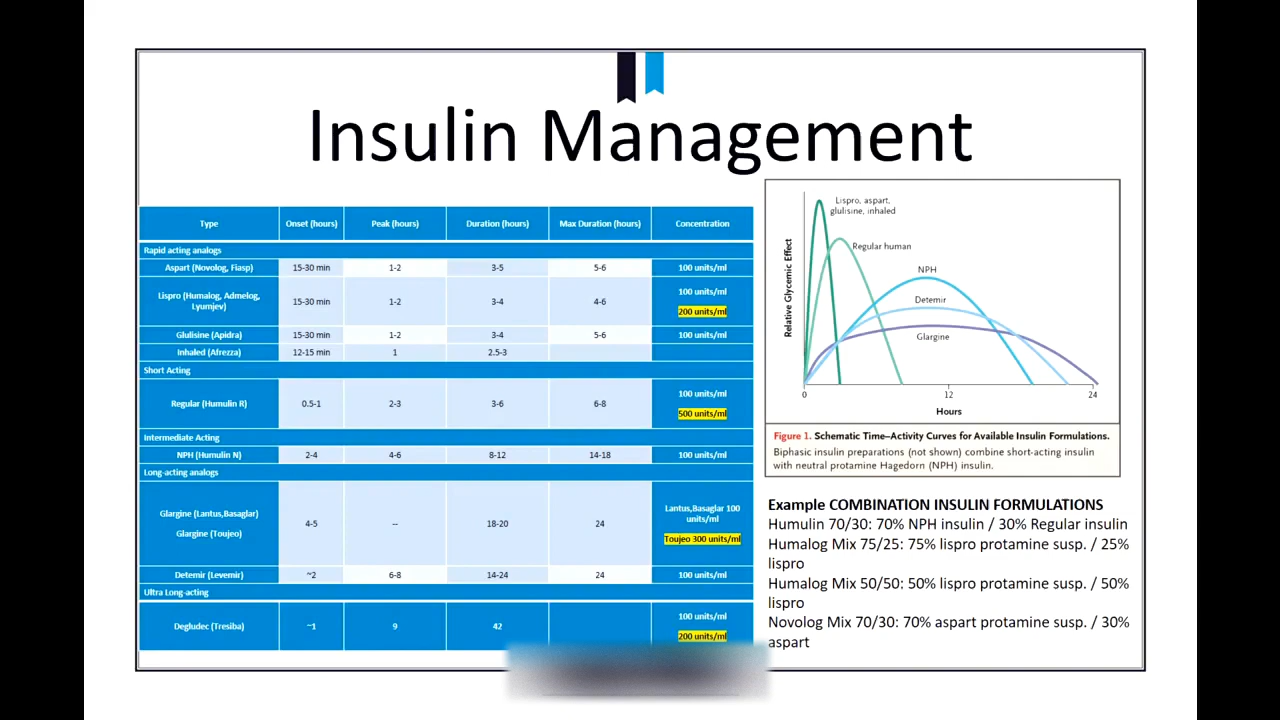 Insulin Management
Type Onset (hours) Peak (hours) Duration (hours) Max Duration (hours) Concentration
Rapid acting analogs
Aspart (Novolog, Fiasp) 15-30 min 1-2 3-5 5-6 100 units/ml
Lispro (Humalog, Admelog,
Lyumjev) 15-30 min 1-2 3-4 4-6 100 units/ml
200 units/ml
Glulisine (Apidra) 15-30 min 1-2 3-4 5-6 100 units/ml
Inhaled (Afrezza) 12-15 min 1 2.5-3
Short Acting
Regular (Humulin R) 0.5-1 2-3 3-6 6-8 100 units/ml
500 units/ml
Intermediate Acting
NPH (Humulin N) 2-4 4-6 8-12 14-18 100 units/ml
Long-acting analogs
Glargine (Lantus,Basaglar)
Glargine (Toujeo) 4-5 -- 18-20 24 Lantus,Basaglar 100
units/ml
Toujeo 300 units/ml
Detemir (Levemir) ~2 6-8 14-24 24 100 units/ml
Ultra Long-acting
Degludec (Tresiba) ~1 9 42 100 units/ml
200 units/ml
Relative Glycemic Effect
Lispro, aspart,
glulisine, inhaled
Regular human
NPH
Detemir
Glargine
0 12 24
Hours
Figure 1. Schematic Time–Activity Curves for Available Insulin Formulations.
Biphasic insulin preparations (not shown) combine short-acting insulin
with neutral protamine Hagedorn (NPH) insulin.
Example COMBINATION INSULIN FORMULATIONS
Humulin 70/30: 70% NPH insulin / 30% Regular insulin
Humalog Mix 75/25: 75% lispro protamine susp. / 25%
lispro
Humalog Mix 50/50: 50% lispro protamine susp. / 50%
lispro
Novolog Mix 70/30: 70% aspart protamine susp. / 30%
aspart